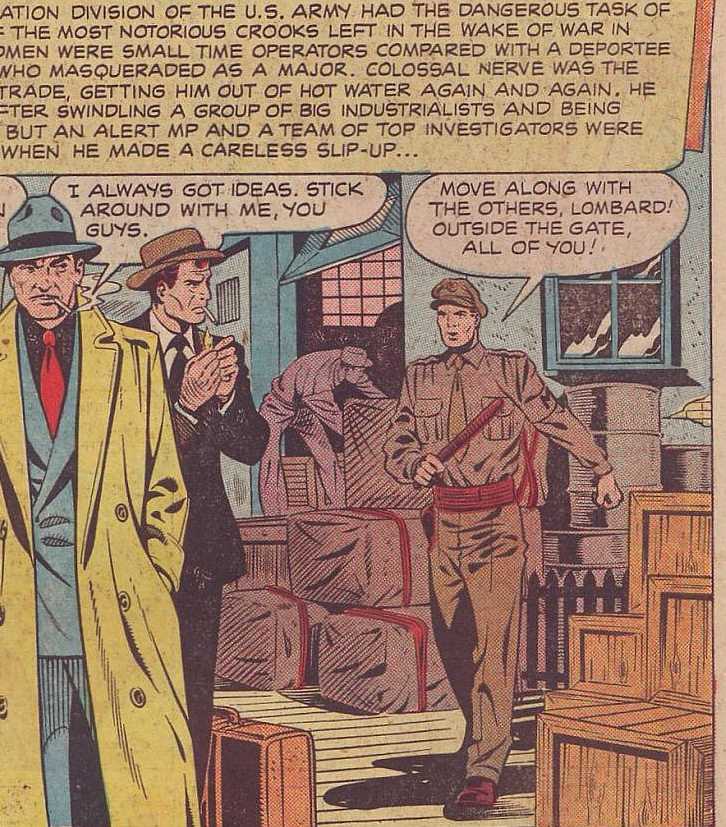 ATION DIVISION OF THE U.S. ARMY HAD THE DANGEROUS TASK OF
F THE MOST NOTORIOUS CROOKS LEFT IN THE WAKE OF WAR IN
OMEN WERE SMALL TIME OPERATORS COMPARED WITH A DEPORTEE
WHO MASQUERADED AS A MAJOR. COLOSSAL NERVE WAS THE
TRADE, GETTING HIM OUT OF HOT WATER AGAIN AND AGAIN. HE
FTER SWINDLING A GROUP OF BIG INDUSTRIALISTS AND BEING
BUT AN ALERT MP AND A TEAM OF TOP INVESTIGATORS WERE
WHEN HE MADE A CARELESS SLIP-UP...
N
I ALWAYS GOT IDEAS. STICK
AROUND WITH ME, YOU
GUYS.
MOVE ALONG WITH
THE OTHERS, LOMBARD!
OUTSIDE THE GATE,
ALL OF YOU!